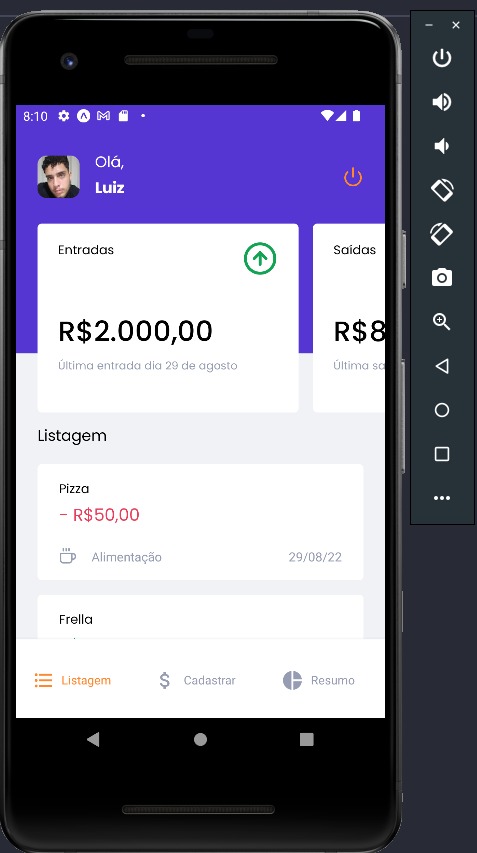 8:10
Olá,
Luiz
Entradas
R$2.000,00
Última entrada dia 29 de agosto
Saídas
R$8
Última sa
Listagem
Pizza
- R$50,00
Alimentação
29/08/22
Frella
Listagem
Cadastrar
Resumo